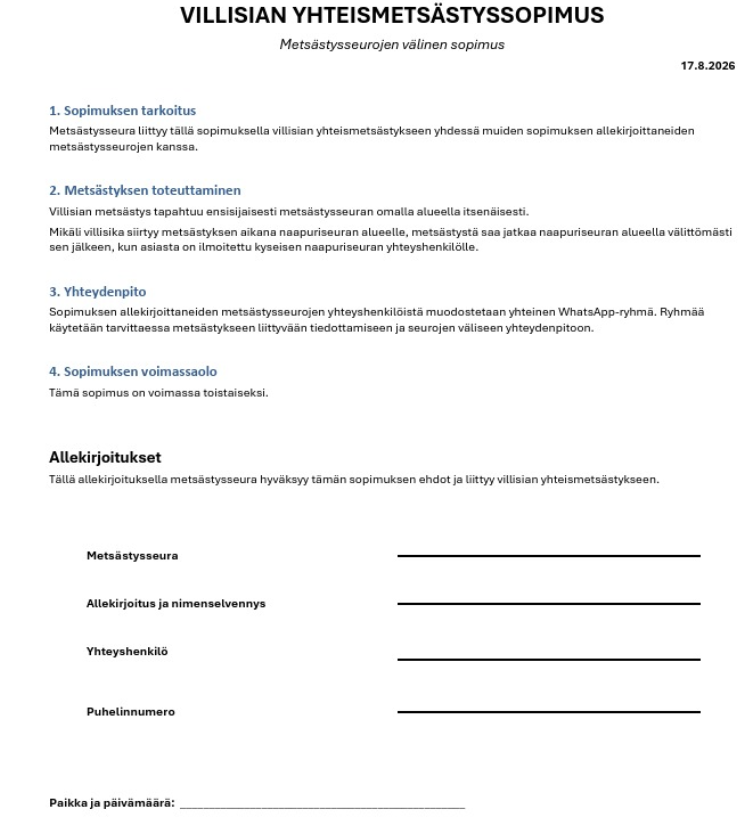 VILLISIAN YHTEISMETSÄSTYSSOPIMUS
Metsästysseurojen välinen sopimus
17.8.2026
1. Sopimuksen tarkoitus
Metsästysseura liittyy tällä sopimuksella villisian yhteismetsästykseen yhdessä muiden sopimuksen allekirjoittaneiden
metsästysseurojen kanssa.
2. Metsästyksen toteuttaminen
Villisian metsästys tapahtuu ensisijaisesti metsästysseuran omalla alueella itsenäisesti.
Mikäli villisika siirtyy metsästyksen aikana naapuriseuran alueelle, metsästystä saa jatkaa naapuriseuran alueella välittömästi
sen jälkeen, kun asiasta on ilmoitettu kyseisen naapuriseuran yhteyshenkilölle.
3. Yhteydenpito
Sopimuksen allekirjoittaneiden metsästysseurojen yhteyshenkilöistä muodostetaan yhteinen WhatsApp-ryhmä. Ryhmää
käytetään tarvittaessa metsästykseen liittyvään tiedottamiseen ja seurojen väliseen yhteydenpitoon.
4. Sopimuksen voimassaolo
Tämä sopimus on voimassa toistaiseksi.
Allekirjoitukset
Tällä allekirjoituksella metsästysseura hyväksyy tämän sopimuksen ehdot ja liittyy villisian yhteismetsästykseen.
Metsästysseura
Allekirjoitus ja nimenselvennys
Yhteyshenkilö
Puhelinnumero
Paikka ja päivämäärä: ______________________________________________